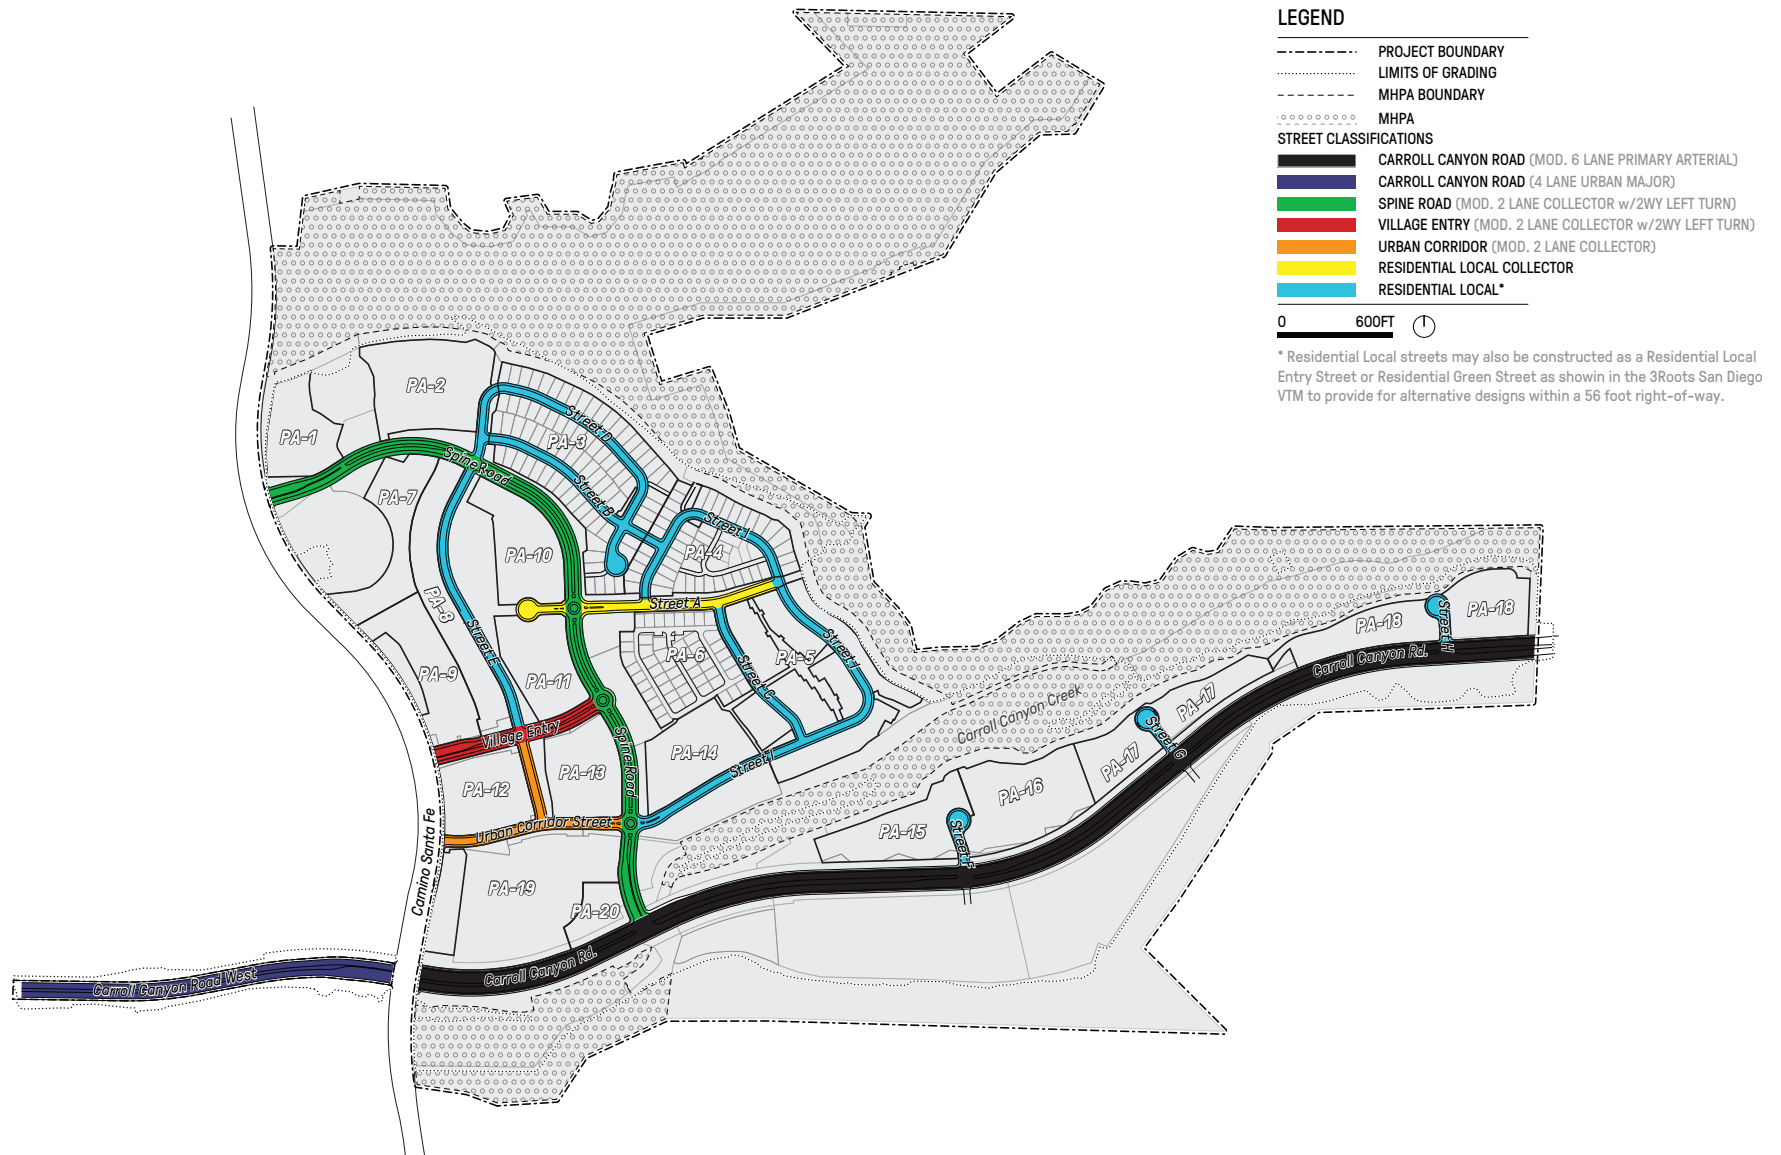 LEGEND
PROJECT BOUNDARY
LIMITS OF GRADING
MHPA BOUNDARY
MHPA
STREET CLASSIFICATIONS
CARROLL CANYON ROAD (MOD. 6 LANE PRIMARY ARTERIAL)
CARROLL CANYON ROAD (4 LANE URBAN MAJOR)
SPINE ROAD (MOD. 2 LANE COLLECTOR w/2WY LEFT TURN)
VILLAGE ENTRY (MOD. 2 LANE COLLECTOR w/2WY LEFT TURN)
URBAN CORRIDOR (MOD. 2 LANE COLLECTOR)
RESIDENTIAL LOCAL COLLECTOR
RESIDENTIAL LOCAL*
0 600FT
* Residential Local streets may also be constructed as a Residential Local
Entry Street or Residential Green Street as showin in the 3Roots San Diego
VTM to provide for alternative designs within a 56 foot right-of-way.
PA-2
PA-1
PA-3
Street D
Spine Road
PA-7
Street B
Street J
PA-4
PA-10
PA-8
Street A
Street E
PA-6
PA-5
Street C
PA-9
PA-11
PA-18
PA-18
Street H
Carroll Canyon Rd.
Carroll Canyon Creek
PA-17
Street G
PA-17
Village Entry
Spine Road
PA-14
Street I
PA-13
PA-12
PA-16
PA-15
Street F
Urban Corridor Street
Camino Santa Fe
PA-19
PA-20
Carroll Canyon Rd.
Carroll Canyon Road West